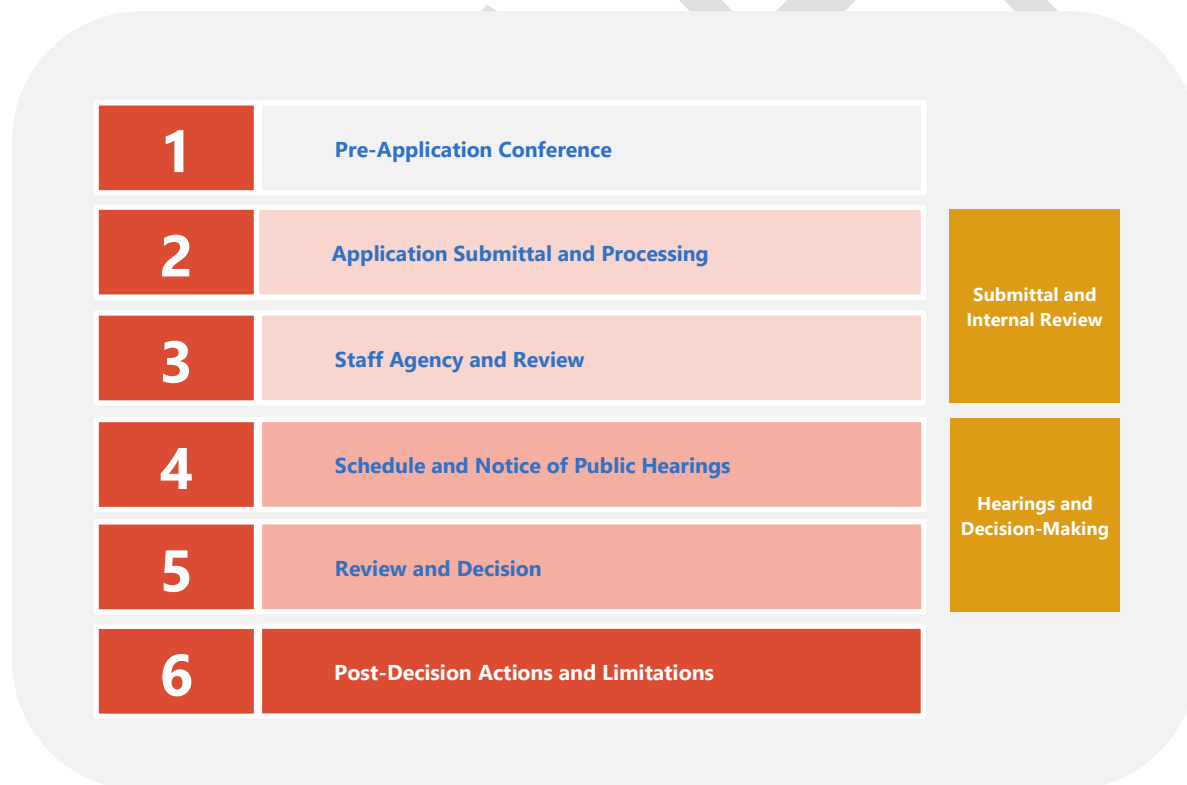 1
Pre-Application Conference
2
Application Submittal and Processing
3
Staff Agency and Review
Submittal and
Internal Review
4
Schedule and Notice of Public Hearings
5
Review and Decision
Hearings and
Decision-Making
6
Post-Decision Actions and Limitations